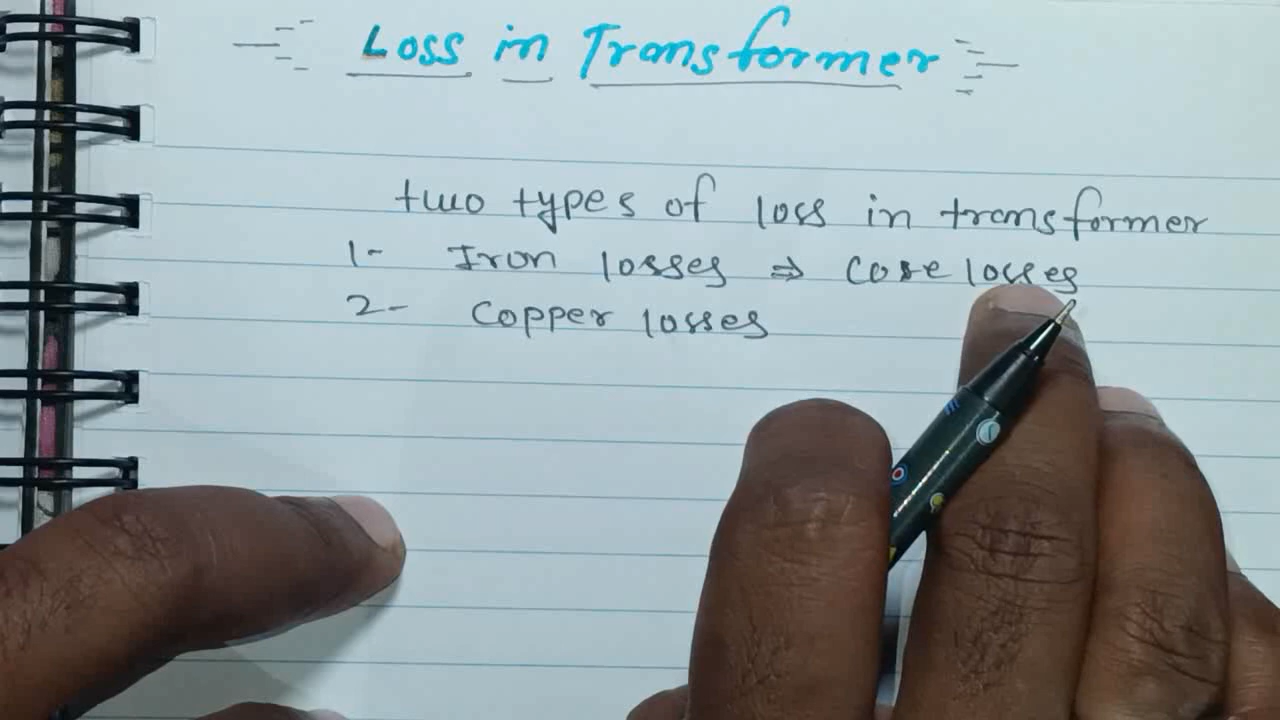 Loss in Transformer
two types of loss in transformer
1- Iron losses ⇒ Core losses
2- Copper losses